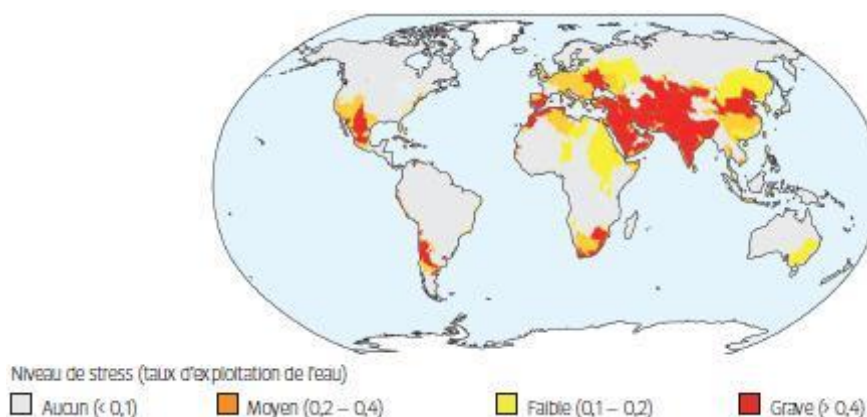 Niveau de stress (taux d'exploitation de l'eau)
Aucun (< 0,1) Moyen (0,2 – 0,4) Faible (0,1 – 0,2) Grave (> 0,4)